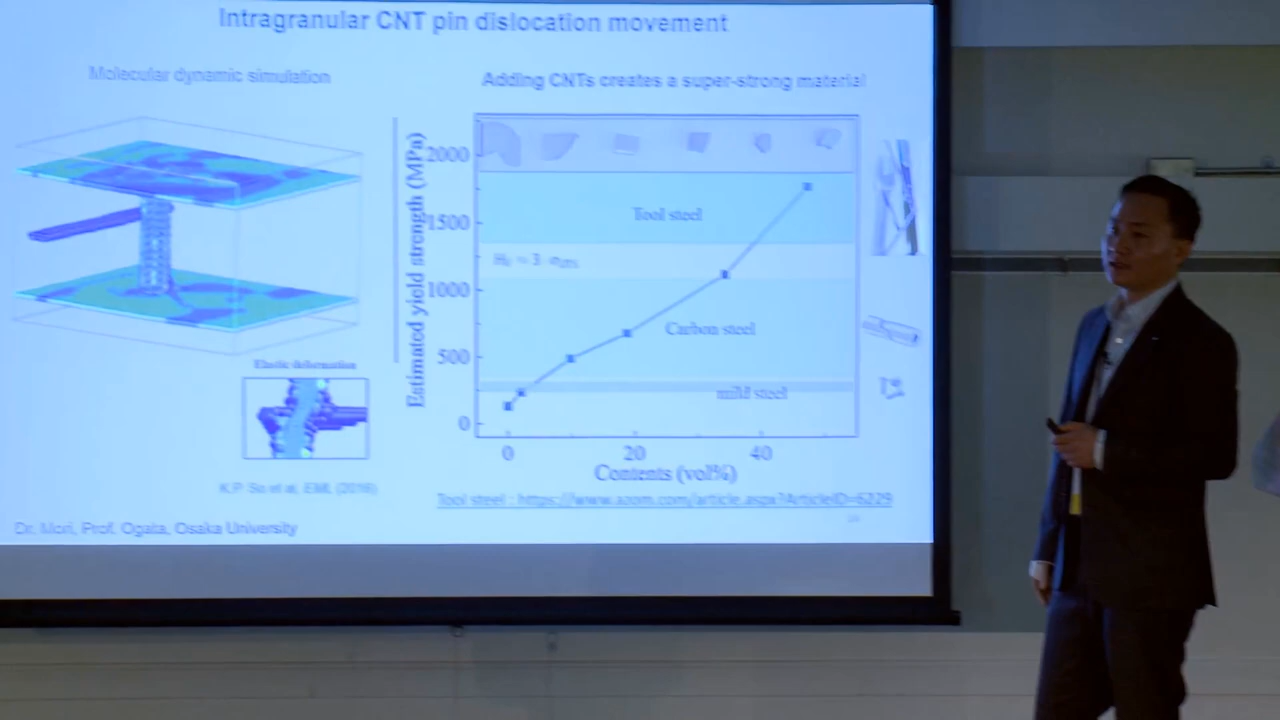 Intragranular CNT pin dislocation movement
Molecular dynamic simulation
Adding CNTs creates a super-strong material
Estimated yield strength (MPa)
2000
1500
1000
500
0
Tool steel
Carbon steel
mild steel
0 20 40
Contents (vol%)
Elastic deformation
K.P. So et al, EML (2016)
Tool steel : https://www.azom.com/article.aspx?ArticleID=6229
Dr. Mori, Prof. Ogata, Osaka University